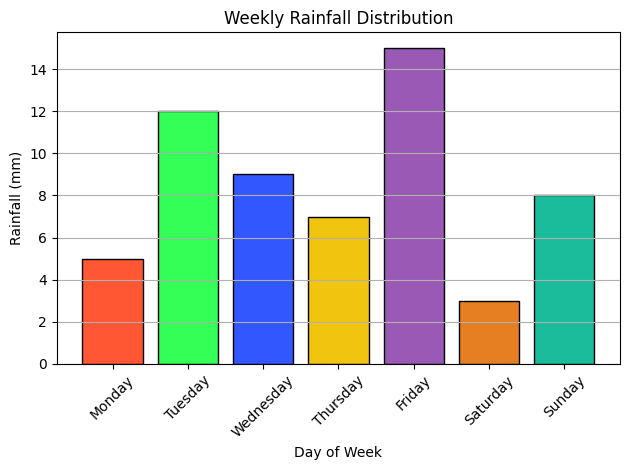 Weekly Rainfall Distribution
Rainfall (mm)
14
12
10
8
6
4
2
0
Monday
Tuesday
Wednesday
Thursday
Friday
Saturday
Sunday
Day of Week